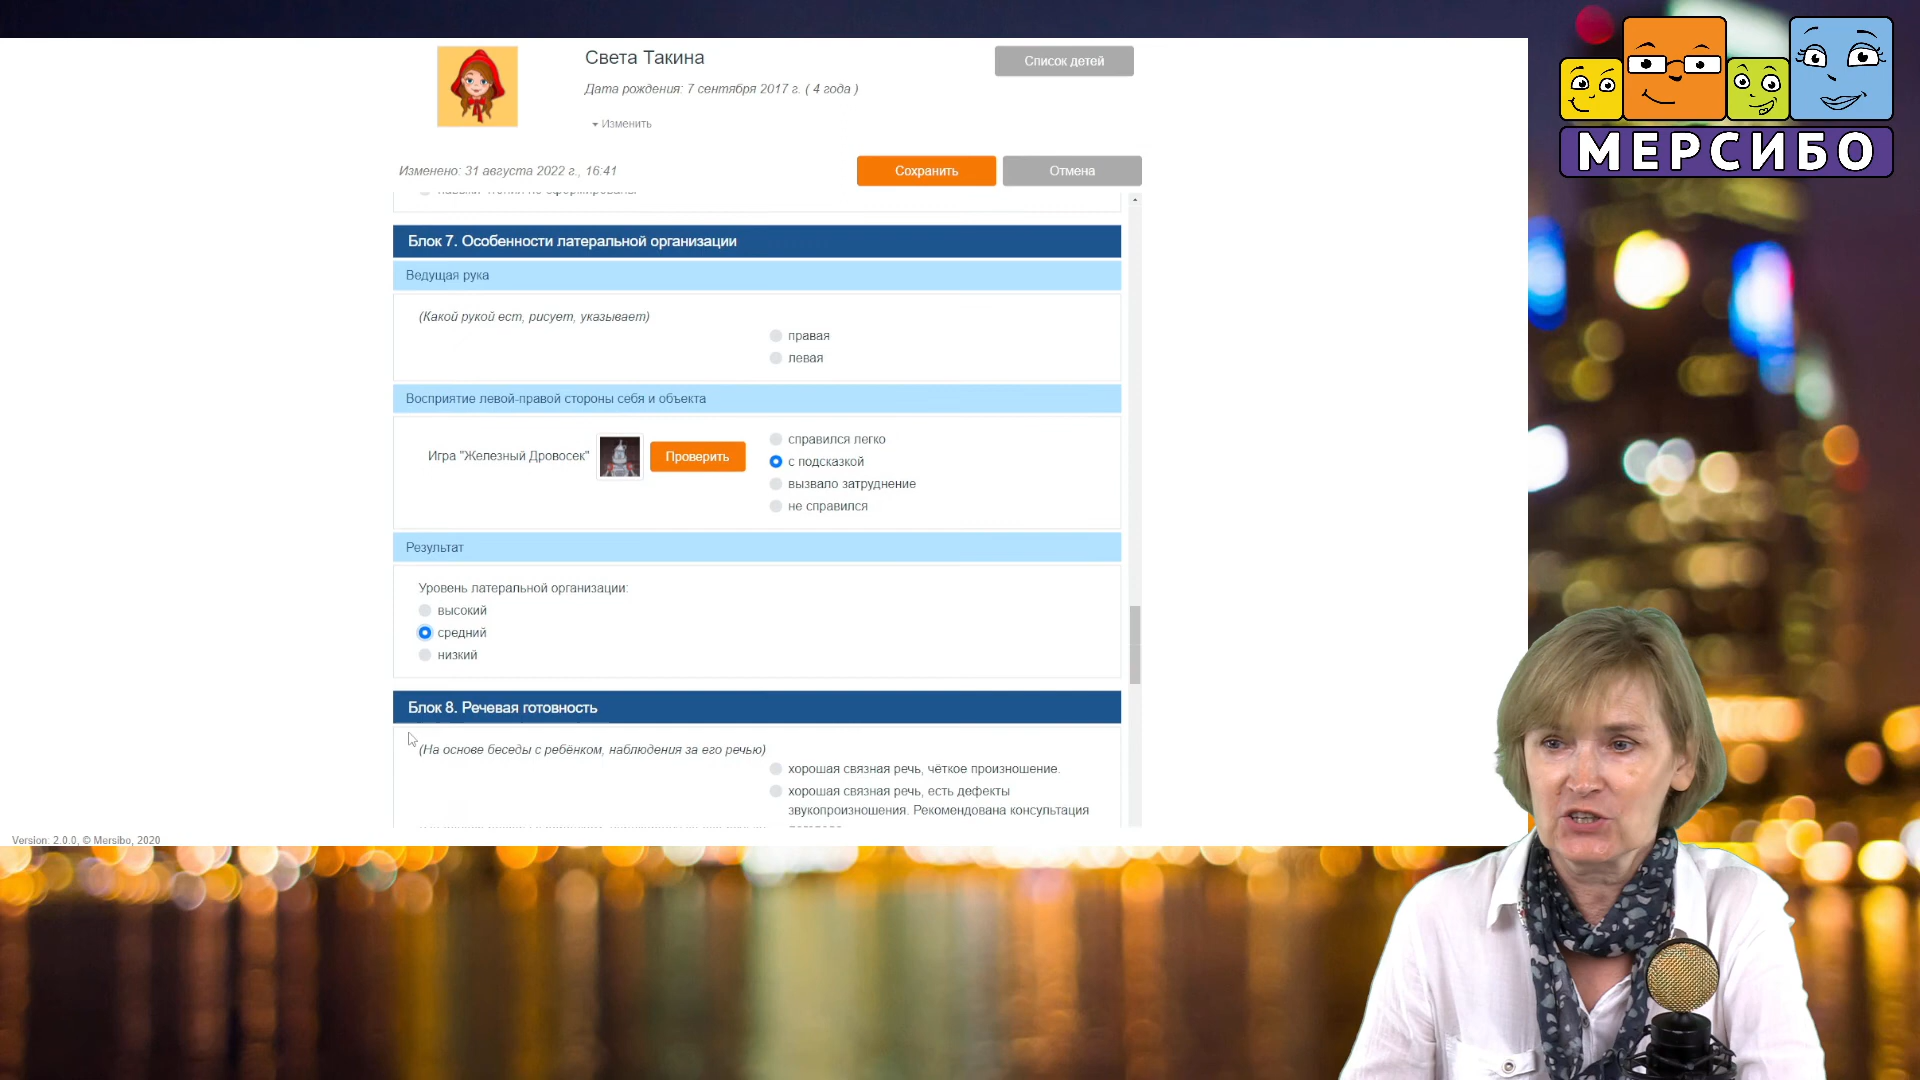 Света Такина
Список детей
Дата рождения: 7 сентября 2017 г. ( 4 года )
Изменить
МЕРСИБО
Изменено: 31 августа 2022 г., 16:41
Сохранить
Отмена
Блок 7. Особенности латеральной организации
Ведущая рука
(Какой рукой ест, рисует, указывает)
правая
левая
Восприятие левой-правой стороны себя и объекта
Игра "Железный Дровосек"
Проверить
справился легко
с подсказкой
вызвало затруднение
не справился
Результат
Уровень латеральной организации:
высокий
средний
низкий
Блок 8. Речевая готовность
(На основе беседы с ребёнком, наблюдения за его речью)
хорошая связная речь, чёткое произношение.
хорошая связная речь, есть дефекты
звукопроизношения. Рекомендована консультация
Version: 2.0.0, © Mersibo, 2020